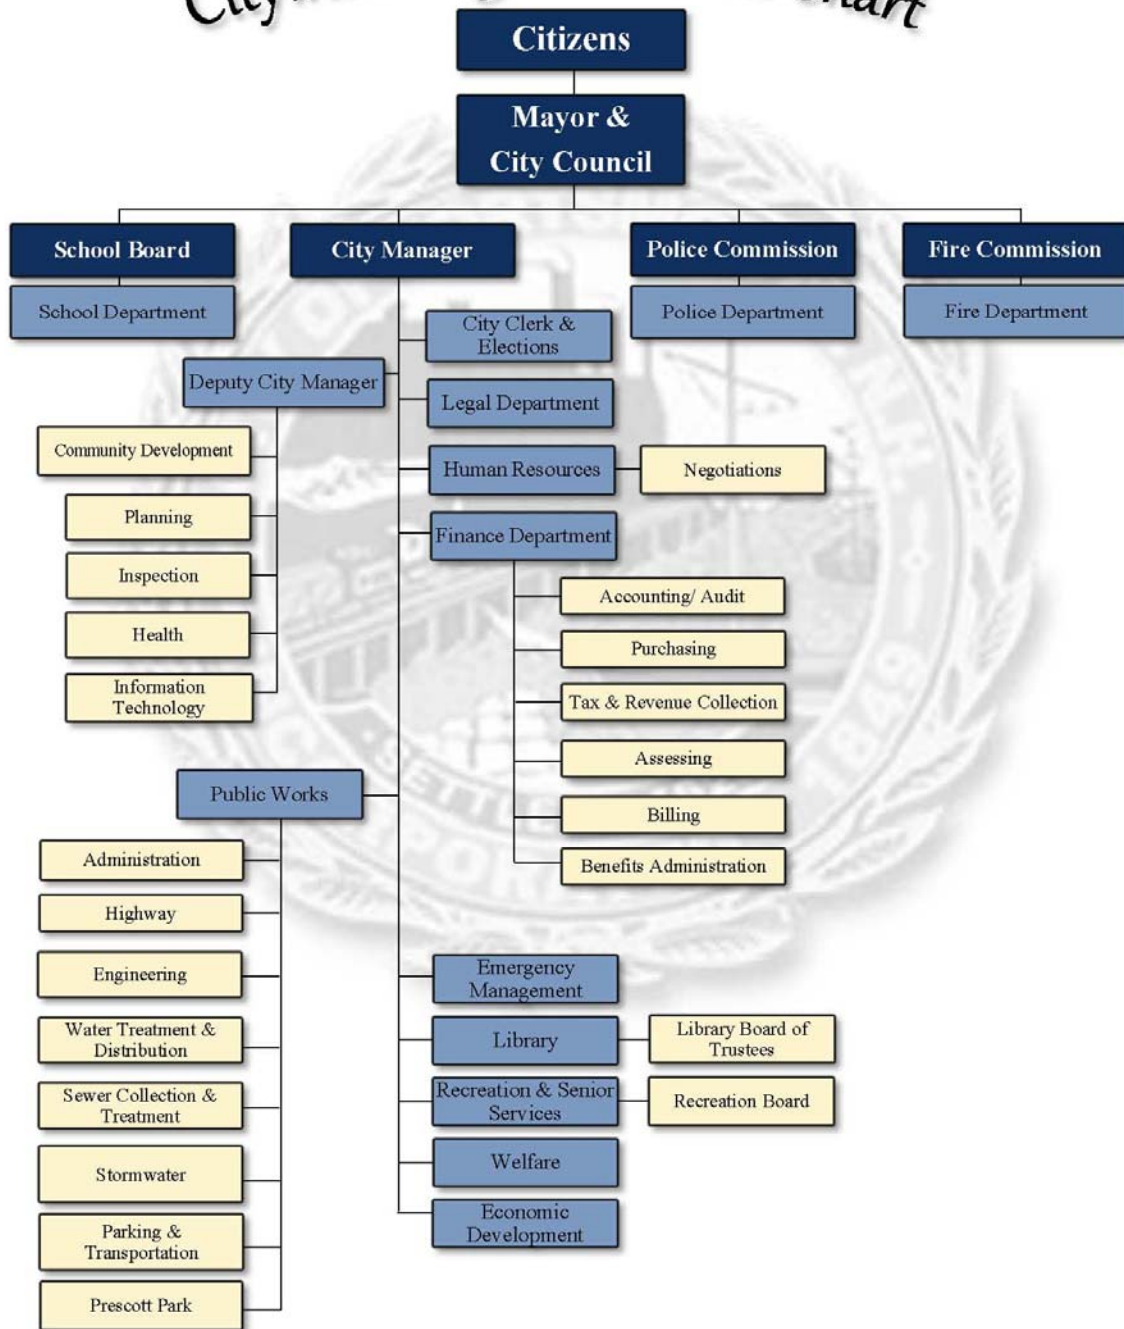 City
hart
Citizens
Mayor &
City Council
School Board
City Manager
Police Commission
Fire Commission
School Department
Police Department
Fire Department
City Clerk &
Elections
Deputy City Manager
Legal Department
Community Development
Human Resources
Negotiations
Planning
Finance Department
Inspection
Accounting/ Audit
Health
Purchasing
Information
Technology
Tax & Revenue Collection
Assessing
Public Works
Billing
Administration
Benefits Administration
Highway
Engineering
Emergency
Management
Water Treatment &
Distribution
Library
Library Board of
Trustees
Sewer Collection &
Treatment
Recreation & Senior
Services
Recreation Board
Stormwater
Welfare
Parking &
Transportation
Economic
Development
Prescott Park